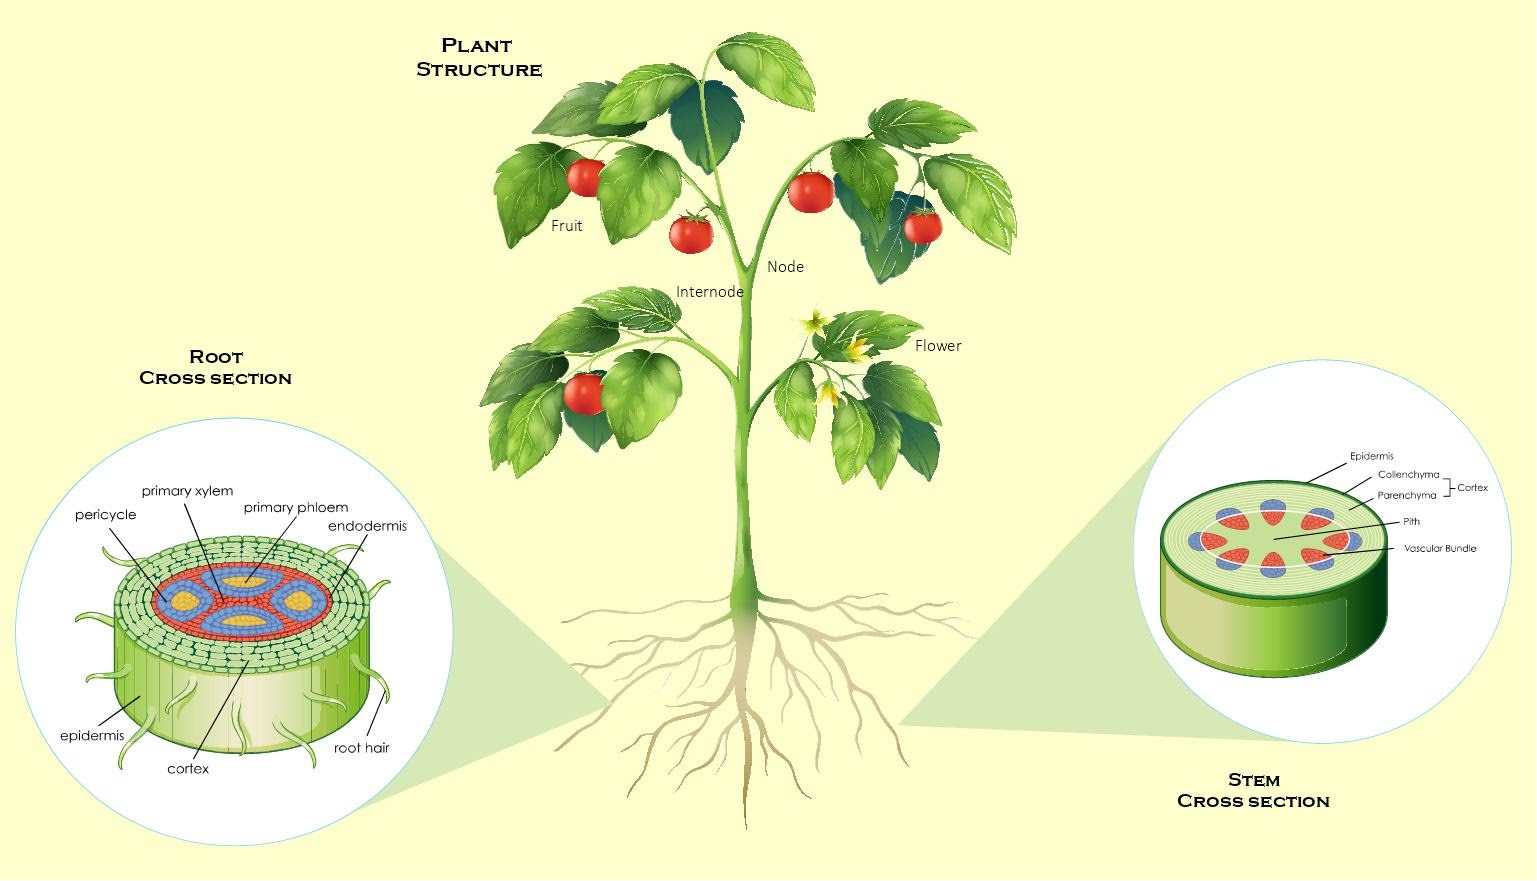 PLANT
STRUCTURE
Fruit
Node
Internode
Flower
ROOT
CROSS SECTION
primary xylem
primary phloem
pericycle
endodermis
epidermis
root hair
cortex
Epidermis
Collenchyma
Cortex
Parenchyma
Pith
Vascular Bundle
STEM
CROSS SECTION